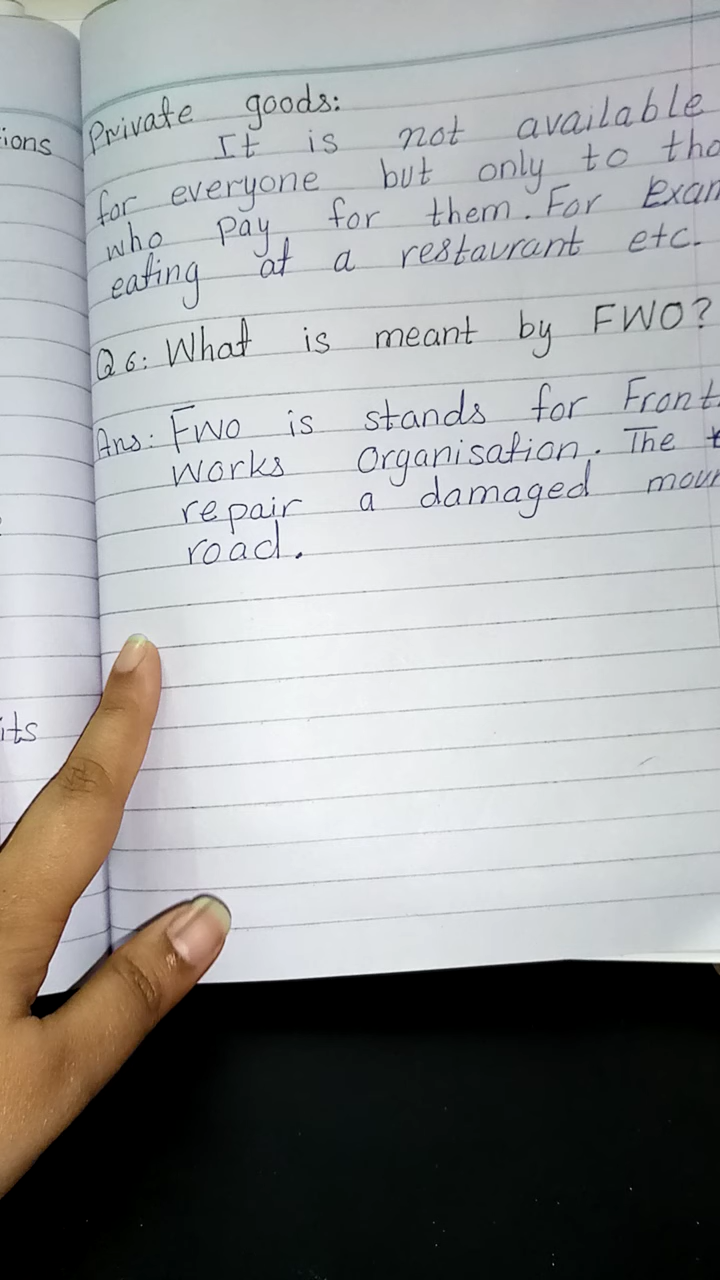 ions
its
Private goods:
It is not available
for everyone but only to tho
who pay for them. For Exam
eating at a restaurant etc.
Q6: What is meant by FWO?
Ans: FWO is stands for Front
works Organisation. The
repair a damaged moun
road.